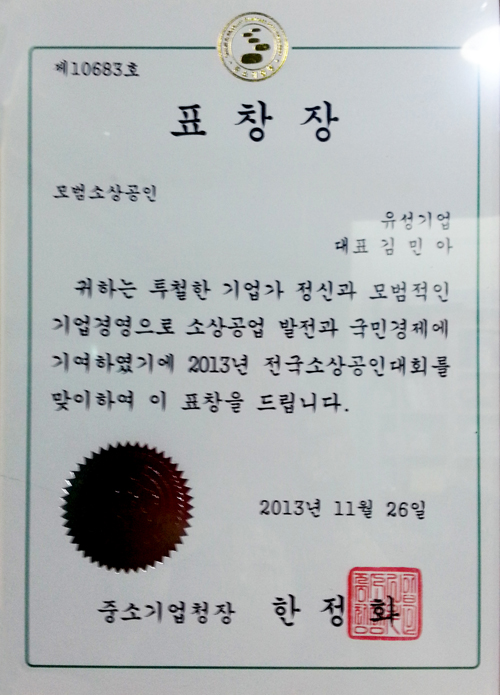 제10683호
표 창 장
모범소상공인
유성기업
대표 김 민 아
귀하는 투철한 기업가 정신과 모범적인
기업경영으로 소상공업 발전과 국민경제에
기여하였기에 2013년 전국소상공인대회를
맞이하여 이 표창을 드립니다.
2013년 11월 26일
중소기업청장 한 정 화